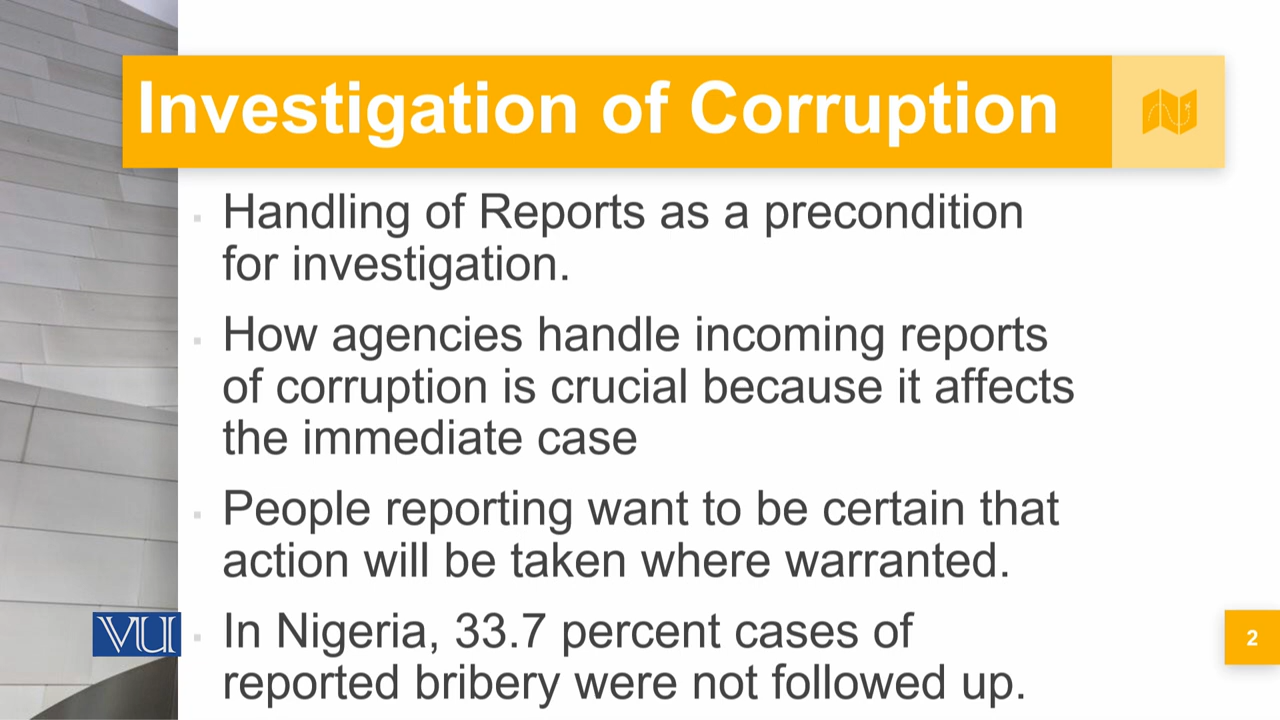 Investigation of Corruption
Handling of Reports as a precondition
for investigation.
How agencies handle incoming reports
of corruption is crucial because it affects
the immediate case
People reporting want to be certain that
action will be taken where warranted.
In Nigeria, 33.7 percent cases of
reported bribery were not followed up.
VU
2